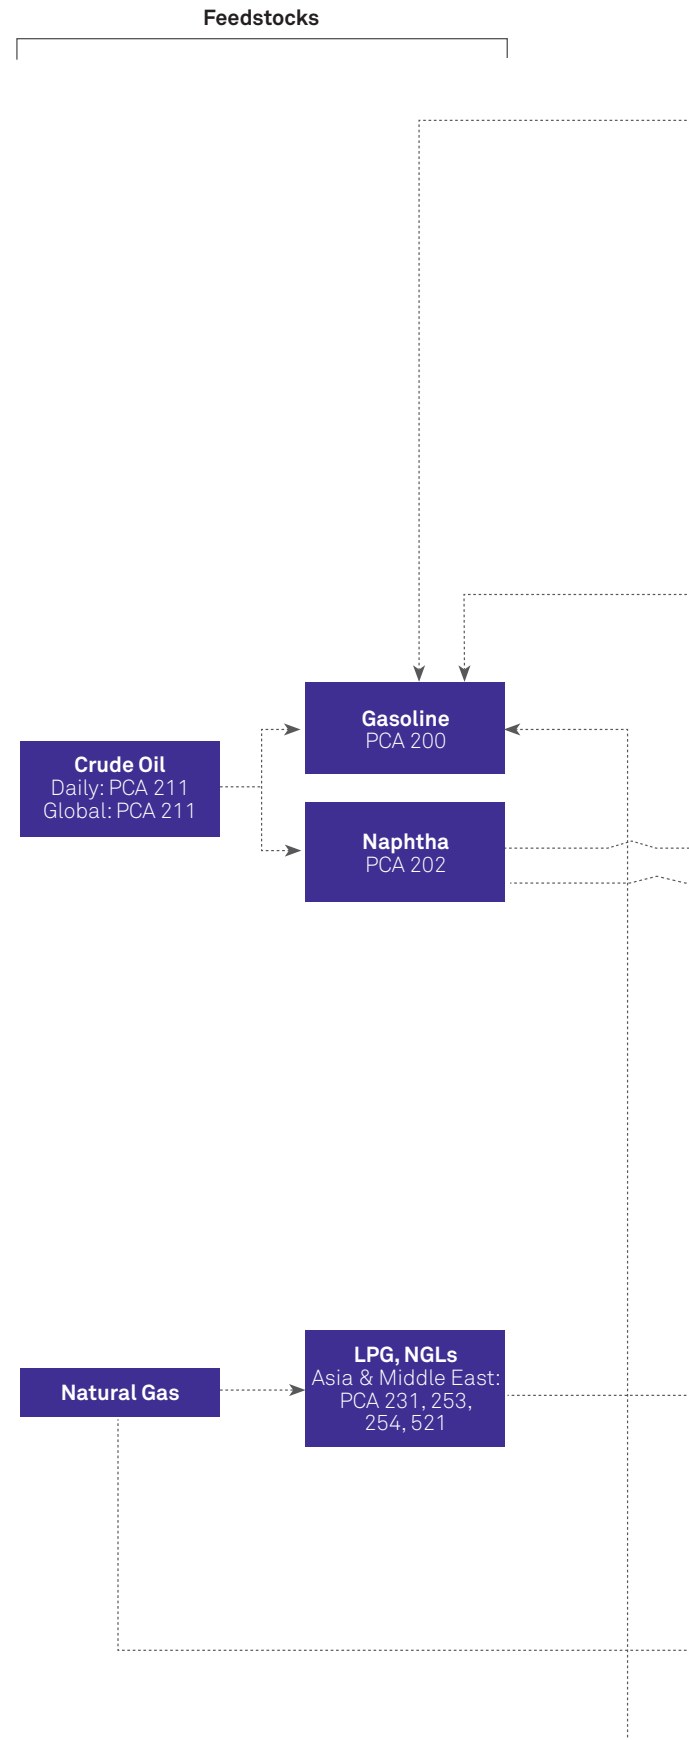 Feedstocks
Gasoline
PCA 200
Crude Oil
Daily: PCA 211
Global: PCA 211
Naphtha
PCA 202
LPG, NGLs
Asia & Middle East:
PCA 231, 253,
254, 521
Natural Gas